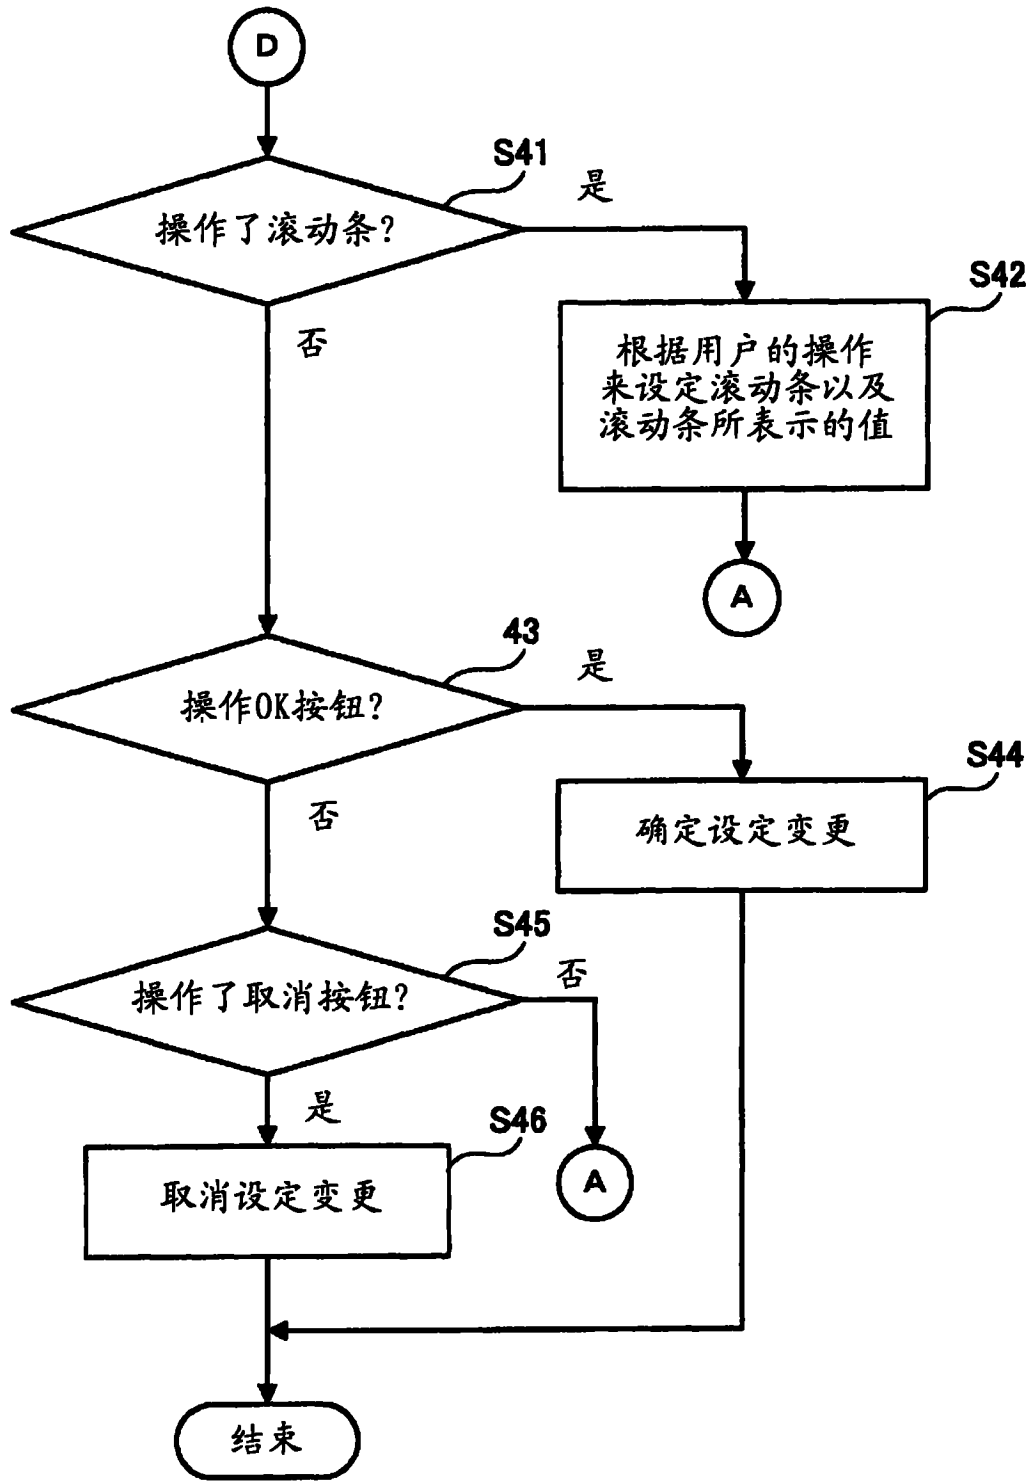 D
S41
操作了滚动条?
是
否
S42
根据用户的操作
来设定滚动条以及
滚动条所表示的值
A
43
操作OK按钮?
是
否
S44
确定设定变更
S45
操作了取消按钮?
否
是
S46
取消设定变更
A
结束